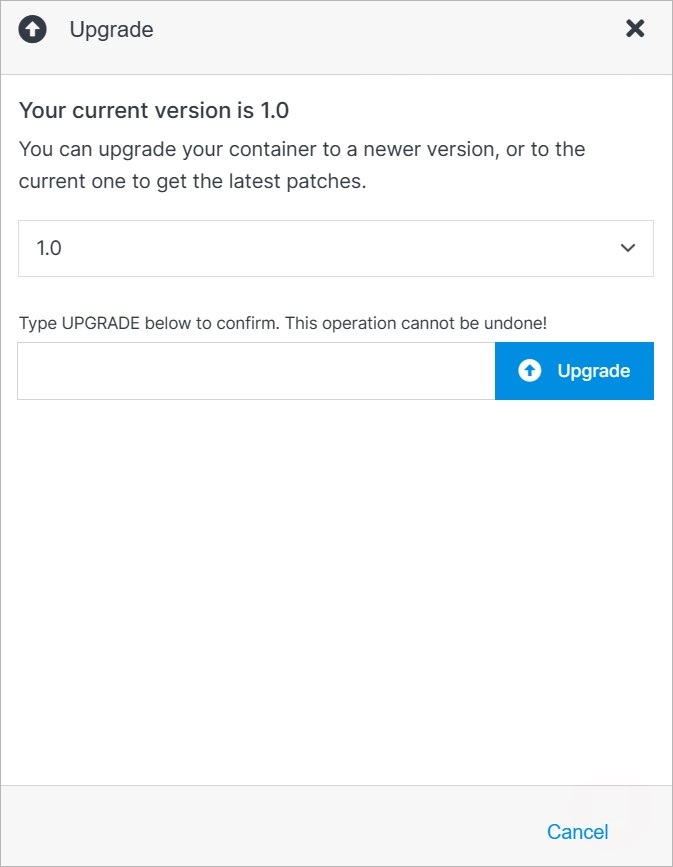 Upgrade
Your current version is 1.0
You can upgrade your container to a newer version, or to the
current one to get the latest patches.
1.0
Type UPGRADE below to confirm. This operation cannot be undone!
Upgrade
Cancel